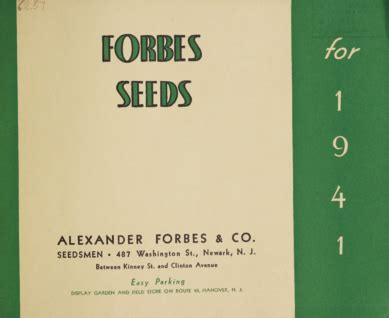 FORBES
SEEDS
for
1
9
4
1
ALEXANDER FORBES & CO.
SEEDSMEN • 487 Washington St., Newark, N. J.
Between Kinney St. and Clinton Avenue
Easy Parking
DISPLAY GARDEN AND FIELD STORE ON ROUTE 10, HANOVER, N. J.